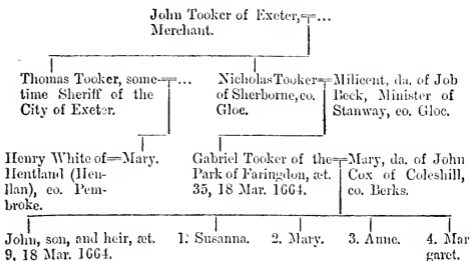 John Tooker of Exeter,=...
Merchant.
Thomas Tooker, some-=...
time Sheriff of the
City of Exeter.
Nicholas Tooker=Milicent, da. of Job
of Sherborne, co.
Gloc.
Beck, Minister of
Stanway, co. Gloc.
Henry White of=Mary.
Hentland (Hen-
llan), co. Pem-
broke.
Gabriel Tooker of the=Mary, da. of John
Park of Faringdon, æt.
35, 18 Mar. 1664.
Cox of Coleshill,
co. Berks.
John, son, and heir, æt.
9, 18 Mar. 1664.
1. Susanna.
2. Mary.
3. Anne.
4. Mar
garet.